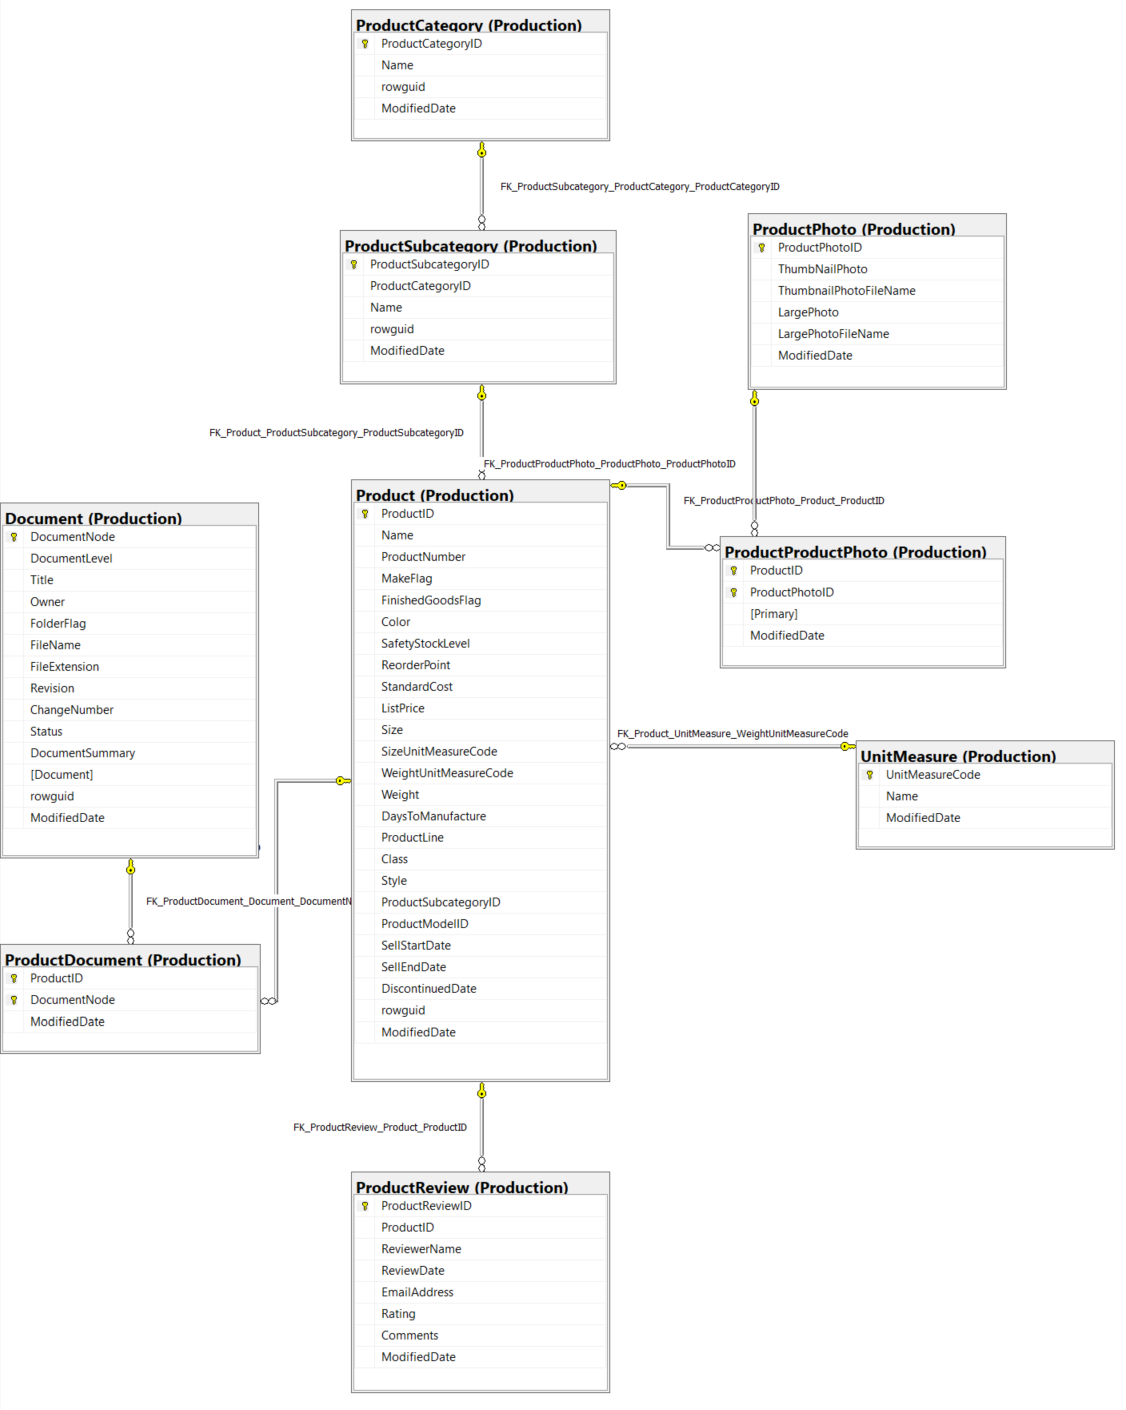 ProductCategory (Production)
ProductCategoryID
Name
rowguid
ModifiedDate
FK_ProductSubcategory_ProductCategory_ProductCategoryID
ProductSubcategory (Production)
ProductSubcategoryID
ProductCategoryID
Name
rowguid
ModifiedDate
ProductPhoto (Production)
ProductPhotoID
ThumbNailPhoto
ThumbnailPhotoFileName
LargePhoto
LargePhotoFileName
ModifiedDate
FK_Product_ProductSubcategory_ProductSubcategoryID
FK_ProductProductPhoto_ProductPhoto_ProductPhotoID
FK_ProductProductPhoto_Product_ProductID
Document (Production)
DocumentNode
DocumentLevel
Title
Owner
FolderFlag
FileName
FileExtension
Revision
ChangeNumber
Status
DocumentSummary
[Document]
rowguid
ModifiedDate
Product (Production)
ProductID
Name
ProductNumber
MakeFlag
FinishedGoodsFlag
Color
SafetyStockLevel
ReorderPoint
StandardCost
ListPrice
Size
SizeUnitMeasureCode
WeightUnitMeasureCode
Weight
DaysToManufacture
ProductLine
Class
Style
ProductSubcategoryID
ProductModelID
SellStartDate
SellEndDate
DiscontinuedDate
rowguid
ModifiedDate
ProductProductPhoto (Production)
ProductID
ProductPhotoID
[Primary]
ModifiedDate
FK_Product_UnitMeasure_WeightUnitMeasureCode
UnitMeasure (Production)
UnitMeasureCode
Name
ModifiedDate
FK_ProductDocument_Document_DocumentN
ProductDocument (Production)
ProductID
DocumentNode
ModifiedDate
FK_ProductReview_Product_ProductID
ProductReview (Production)
ProductReviewID
ProductID
ReviewerName
ReviewDate
EmailAddress
Rating
Comments
ModifiedDate